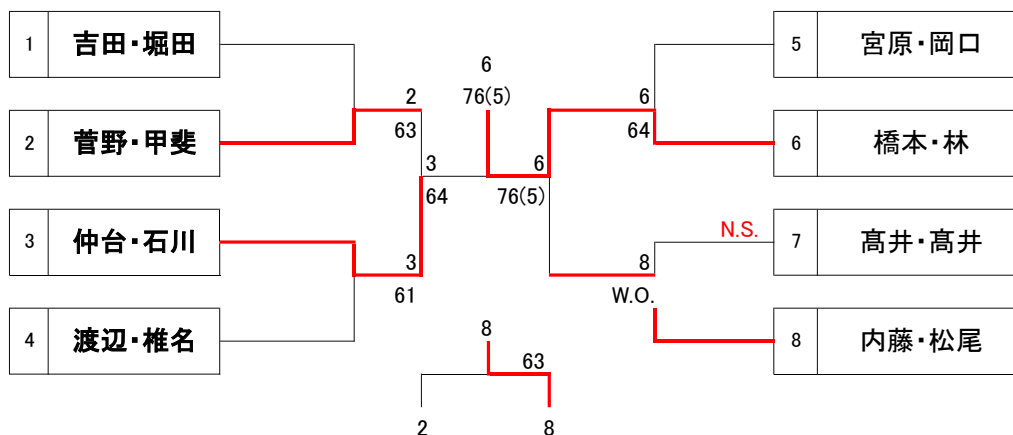 1 吉田・堀田
2 菅野・甲斐
3 仲台・石川
4 渡辺・椎名
2
63
3
61
3
64
6
76(5)
6
76(5)
6
64
8
W.O.
N.S.
5 宮原・岡口
6 橋本・林
7 髙井・髙井
8 内藤・松尾
8
63
2
8